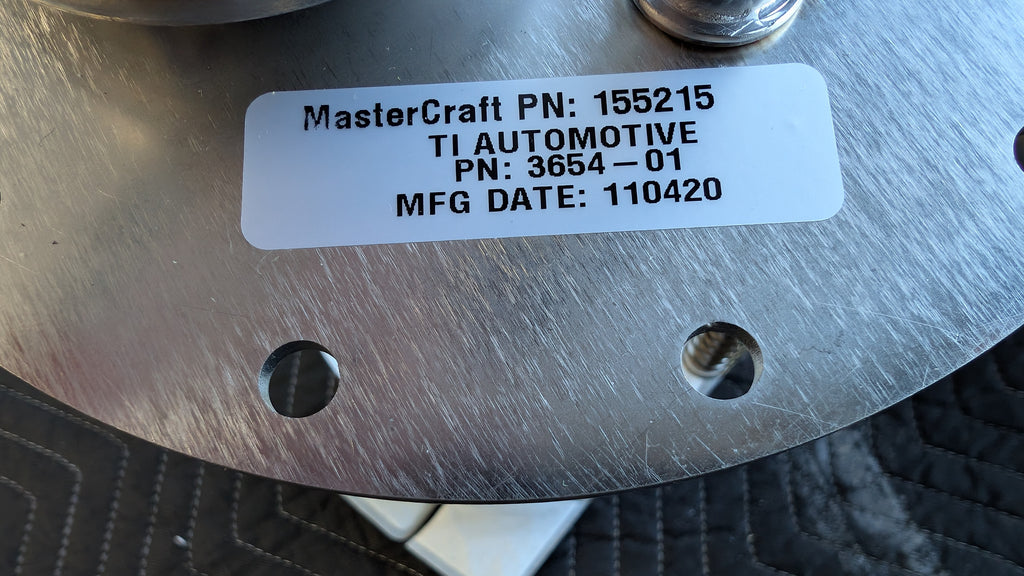 MasterCraft PN: 155215
TI AUTOMOTIVE
PN: 3654-01
MFG DATE: 110420